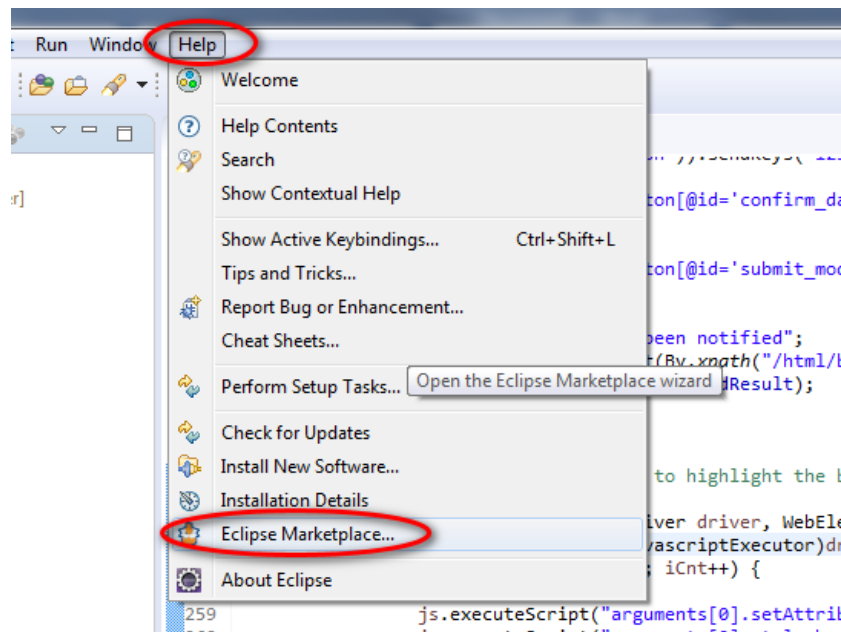 Run Window Help
Welcome
Help Contents
Search
Show Contextual Help
er]
ton[@id='confirm_da
Show Active Keybindings... Ctrl+Shift+L
Tips and Tricks...
ton[@id='submit_mod
Report Bug or Enhancement...
Cheat Sheets...
been notified";
t(By.xpath("/html/b
Perform Setup Tasks...
Open the Eclipse Marketplace wizard
dResult);
Check for Updates
Install New Software...
to highlight the b
Installation Details
iver driver, WebEle
Eclipse Marketplace...
vascriptExecutor)dr
; iCnt++) {
About Eclipse
259 js.executeScript("arguments[0].setAttrib